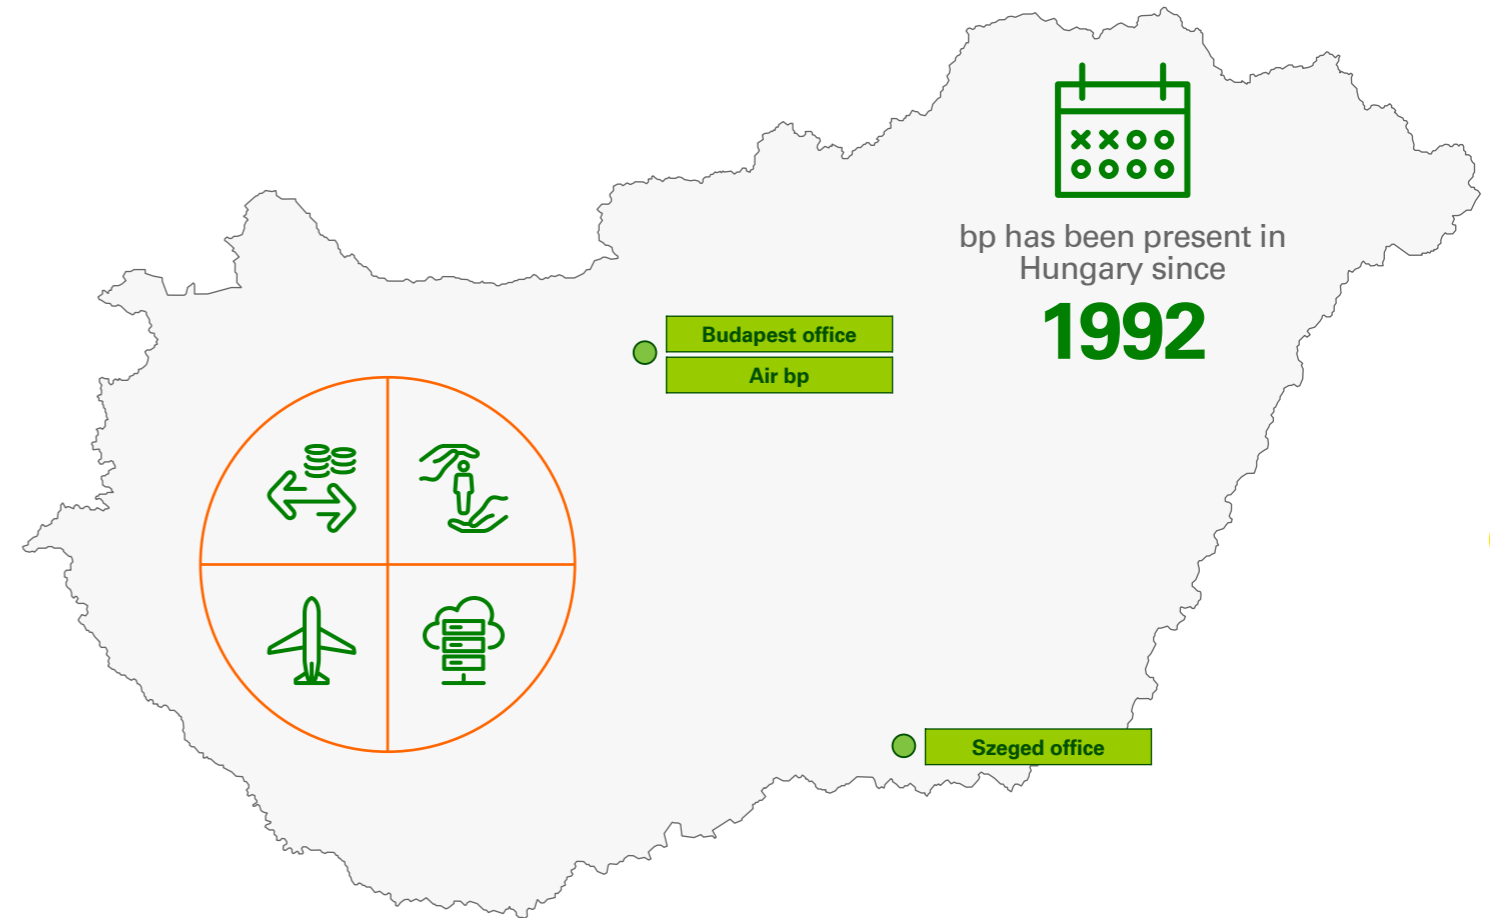 bp has been present in
Hungary since
1992
Budapest office
Air bp
Szeged office